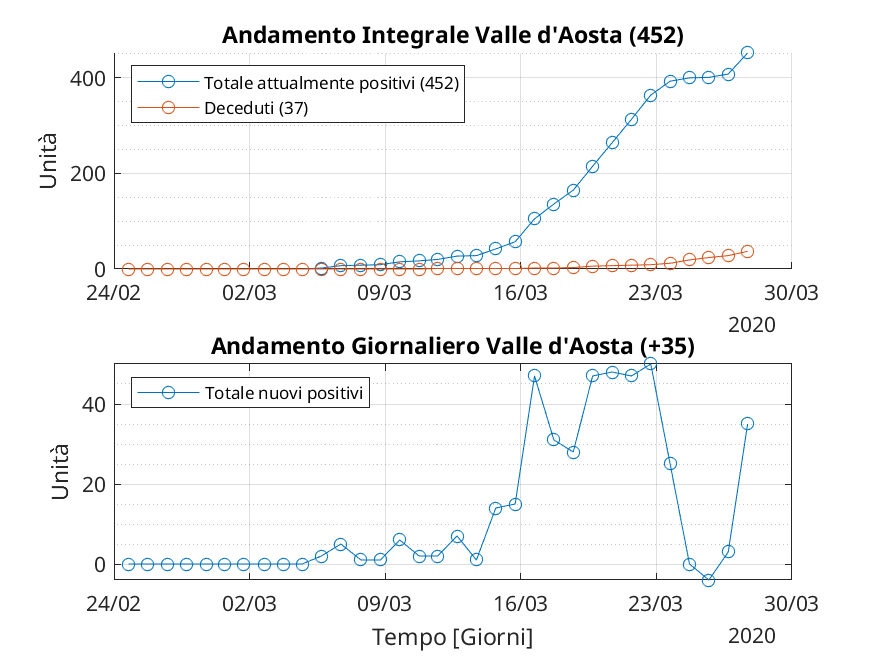 Andamento Integrale Valle d'Aosta (452)
Totale attualmente positivi (452)
Deceduti (37)
Unità
400
200
0
24/02 02/03 09/03 16/03 23/03 30/03
2020
Andamento Giornaliero Valle d'Aosta (+35)
Totale nuovi positivi
Unità
40
20
0
24/02 02/03 09/03 16/03 23/03 30/03
Tempo [Giorni]
2020